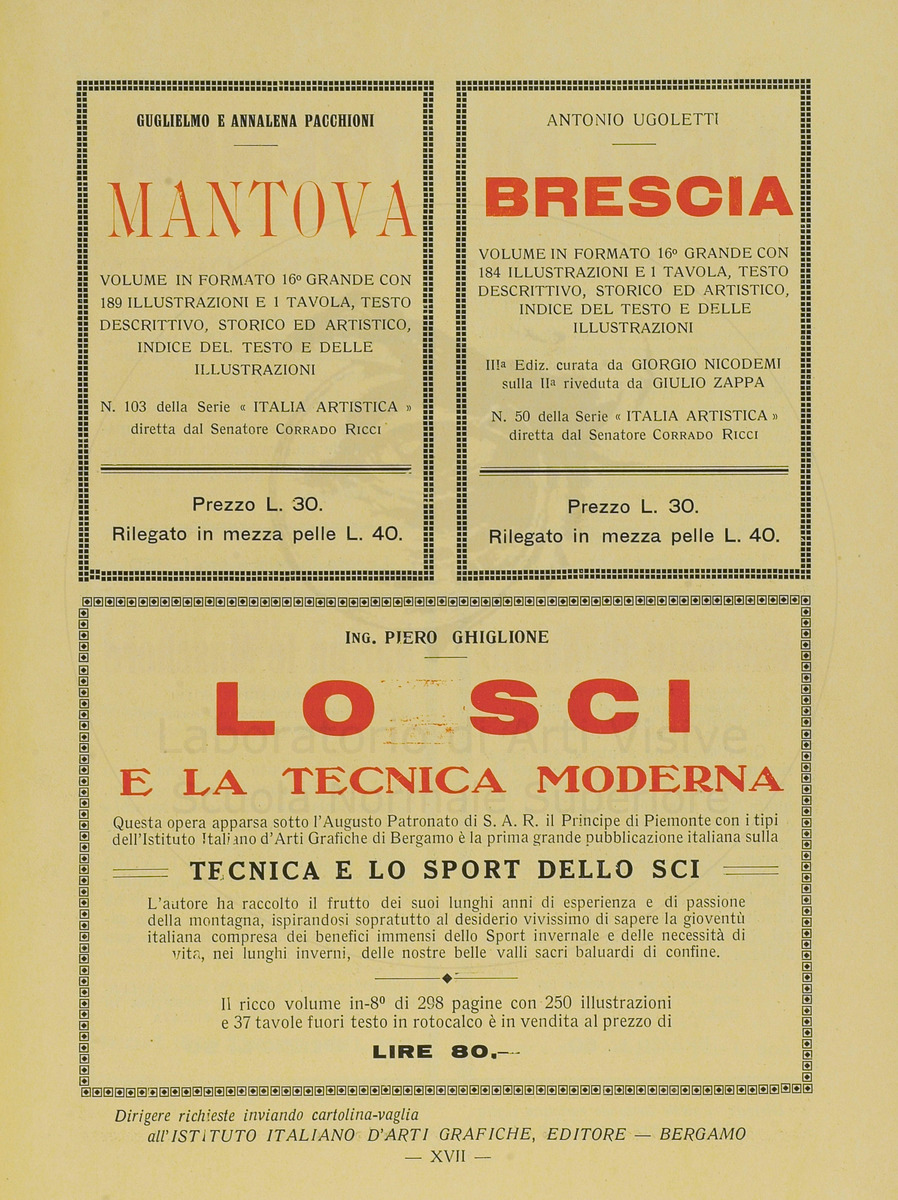 GUGLIELMO E ANNALENA PACCHIONI
MANTOVA
VOLUME IN FORMATO 16º GRANDE CON
189 ILLUSTRAZIONI E 1 TAVOLA, TESTO
DESCRITTIVO, STORICO ED ARTISTICO,
INDICE DEL TESTO E DELLE
ILLUSTRAZIONI
N. 103 della Serie « ITALIA ARTISTICA »
diretta dal Senatore CORRADO RICCI
Prezzo L. 30.
Rilegato in mezza pelle L. 40.
ANTONIO UGOLETTI
BRESCIA
VOLUME IN FORMATO 16º GRANDE CON
184 ILLUSTRAZIONI E 1 TAVOLA, TESTO
DESCRITTIVO, STORICO ED ARTISTICO,
INDICE DEL TESTO E DELLE
ILLUSTRAZIONI
IIIª Ediz. curata da GIORGIO NICODEMI
sulla IIª riveduta da GIULIO ZAPPA
N. 50 della Serie « ITALIA ARTISTICA »
diretta dal Senatore CORRADO RICCI
Prezzo L. 30.
Rilegato in mezza pelle L. 40.
ING. PIERO GHIGLIONE
LO SCI
Laboratorio di Arti Visive
E LA TECNICA MODERNA
Scuola Normale Superiore
Questa opera apparsa sotto l'Augusto Patronato di S. A. R. il Principe di Piemonte con i tipi
dell'Istituto Italiano d'Arti Grafiche di Bergamo è la prima grande pubblicazione italiana sulla
TECNICA E LO SPORT DELLO SCI
L'autore ha raccolto il frutto dei suoi lunghi anni di esperienza e di passione
della montagna, ispirandosi sopratutto al desiderio vivissimo di sapere la gioventù
italiana compresa dei benefici immensi dello Sport invernale e delle necessità di
vita, nei lunghi inverni, delle nostre belle valli sacri baluardi di confine.
Il ricco volume in-8º di 298 pagine con 250 illustrazioni
e 37 tavole fuori testo in rotocalco è in vendita al prezzo di
LIRE 80.—
Dirigere richieste inviando cartolina-vaglia
all'ISTITUTO ITALIANO D'ARTI GRAFICHE, EDITORE — BERGAMO
— XVII —